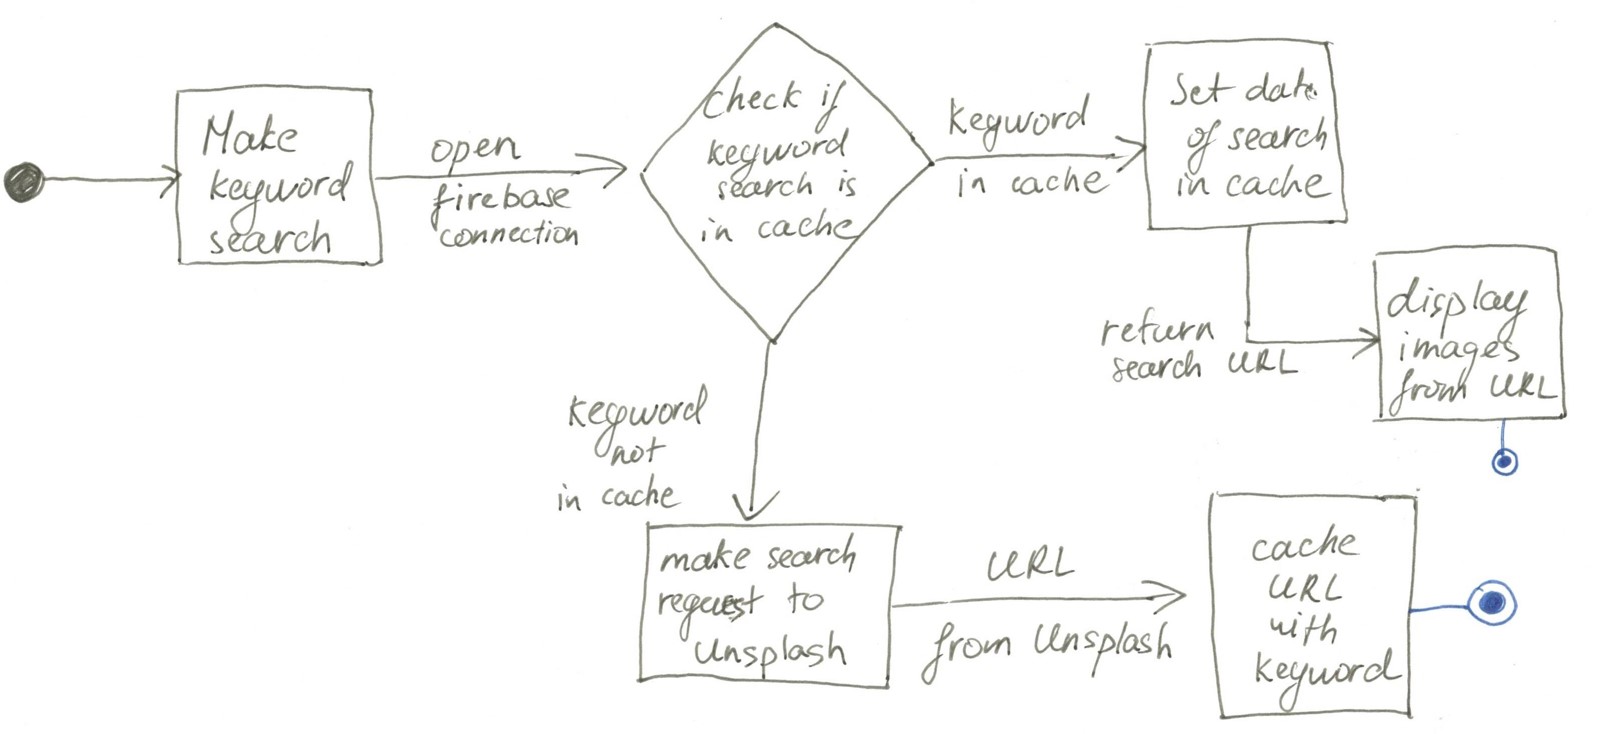 Make
keyword
search
open
firebase
connection
Check if
keyword
search is
in cache
keyword
in cache
Set date
of search
in cache
return
search URL
display
images
from URL
keyword
not
in cache
make search
request to
Unsplash
URL
from Unsplash
cache
URL
with
keyword